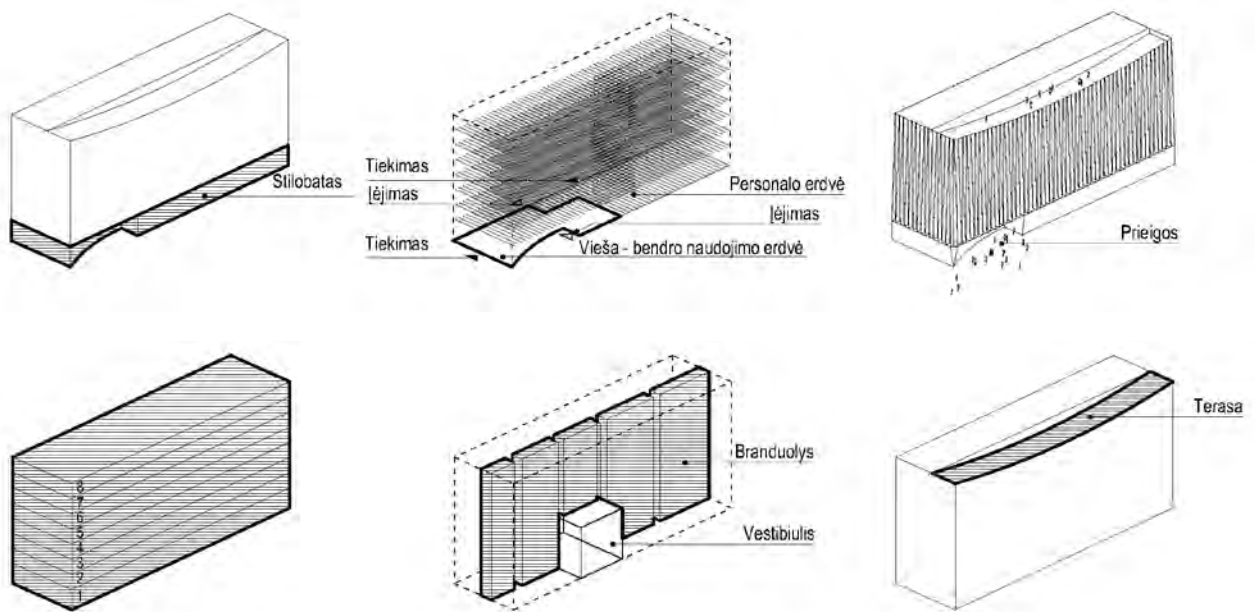 Stilobatas
Tiekimas
Įėjimas
Tiekimas
Personalo erdvė
Įėjimas
Vieša - bendro naudojimo erdvė
Prieigos
8
7
6
5
4
3
2
1
Branduolys
Vestibiulis
Terasa